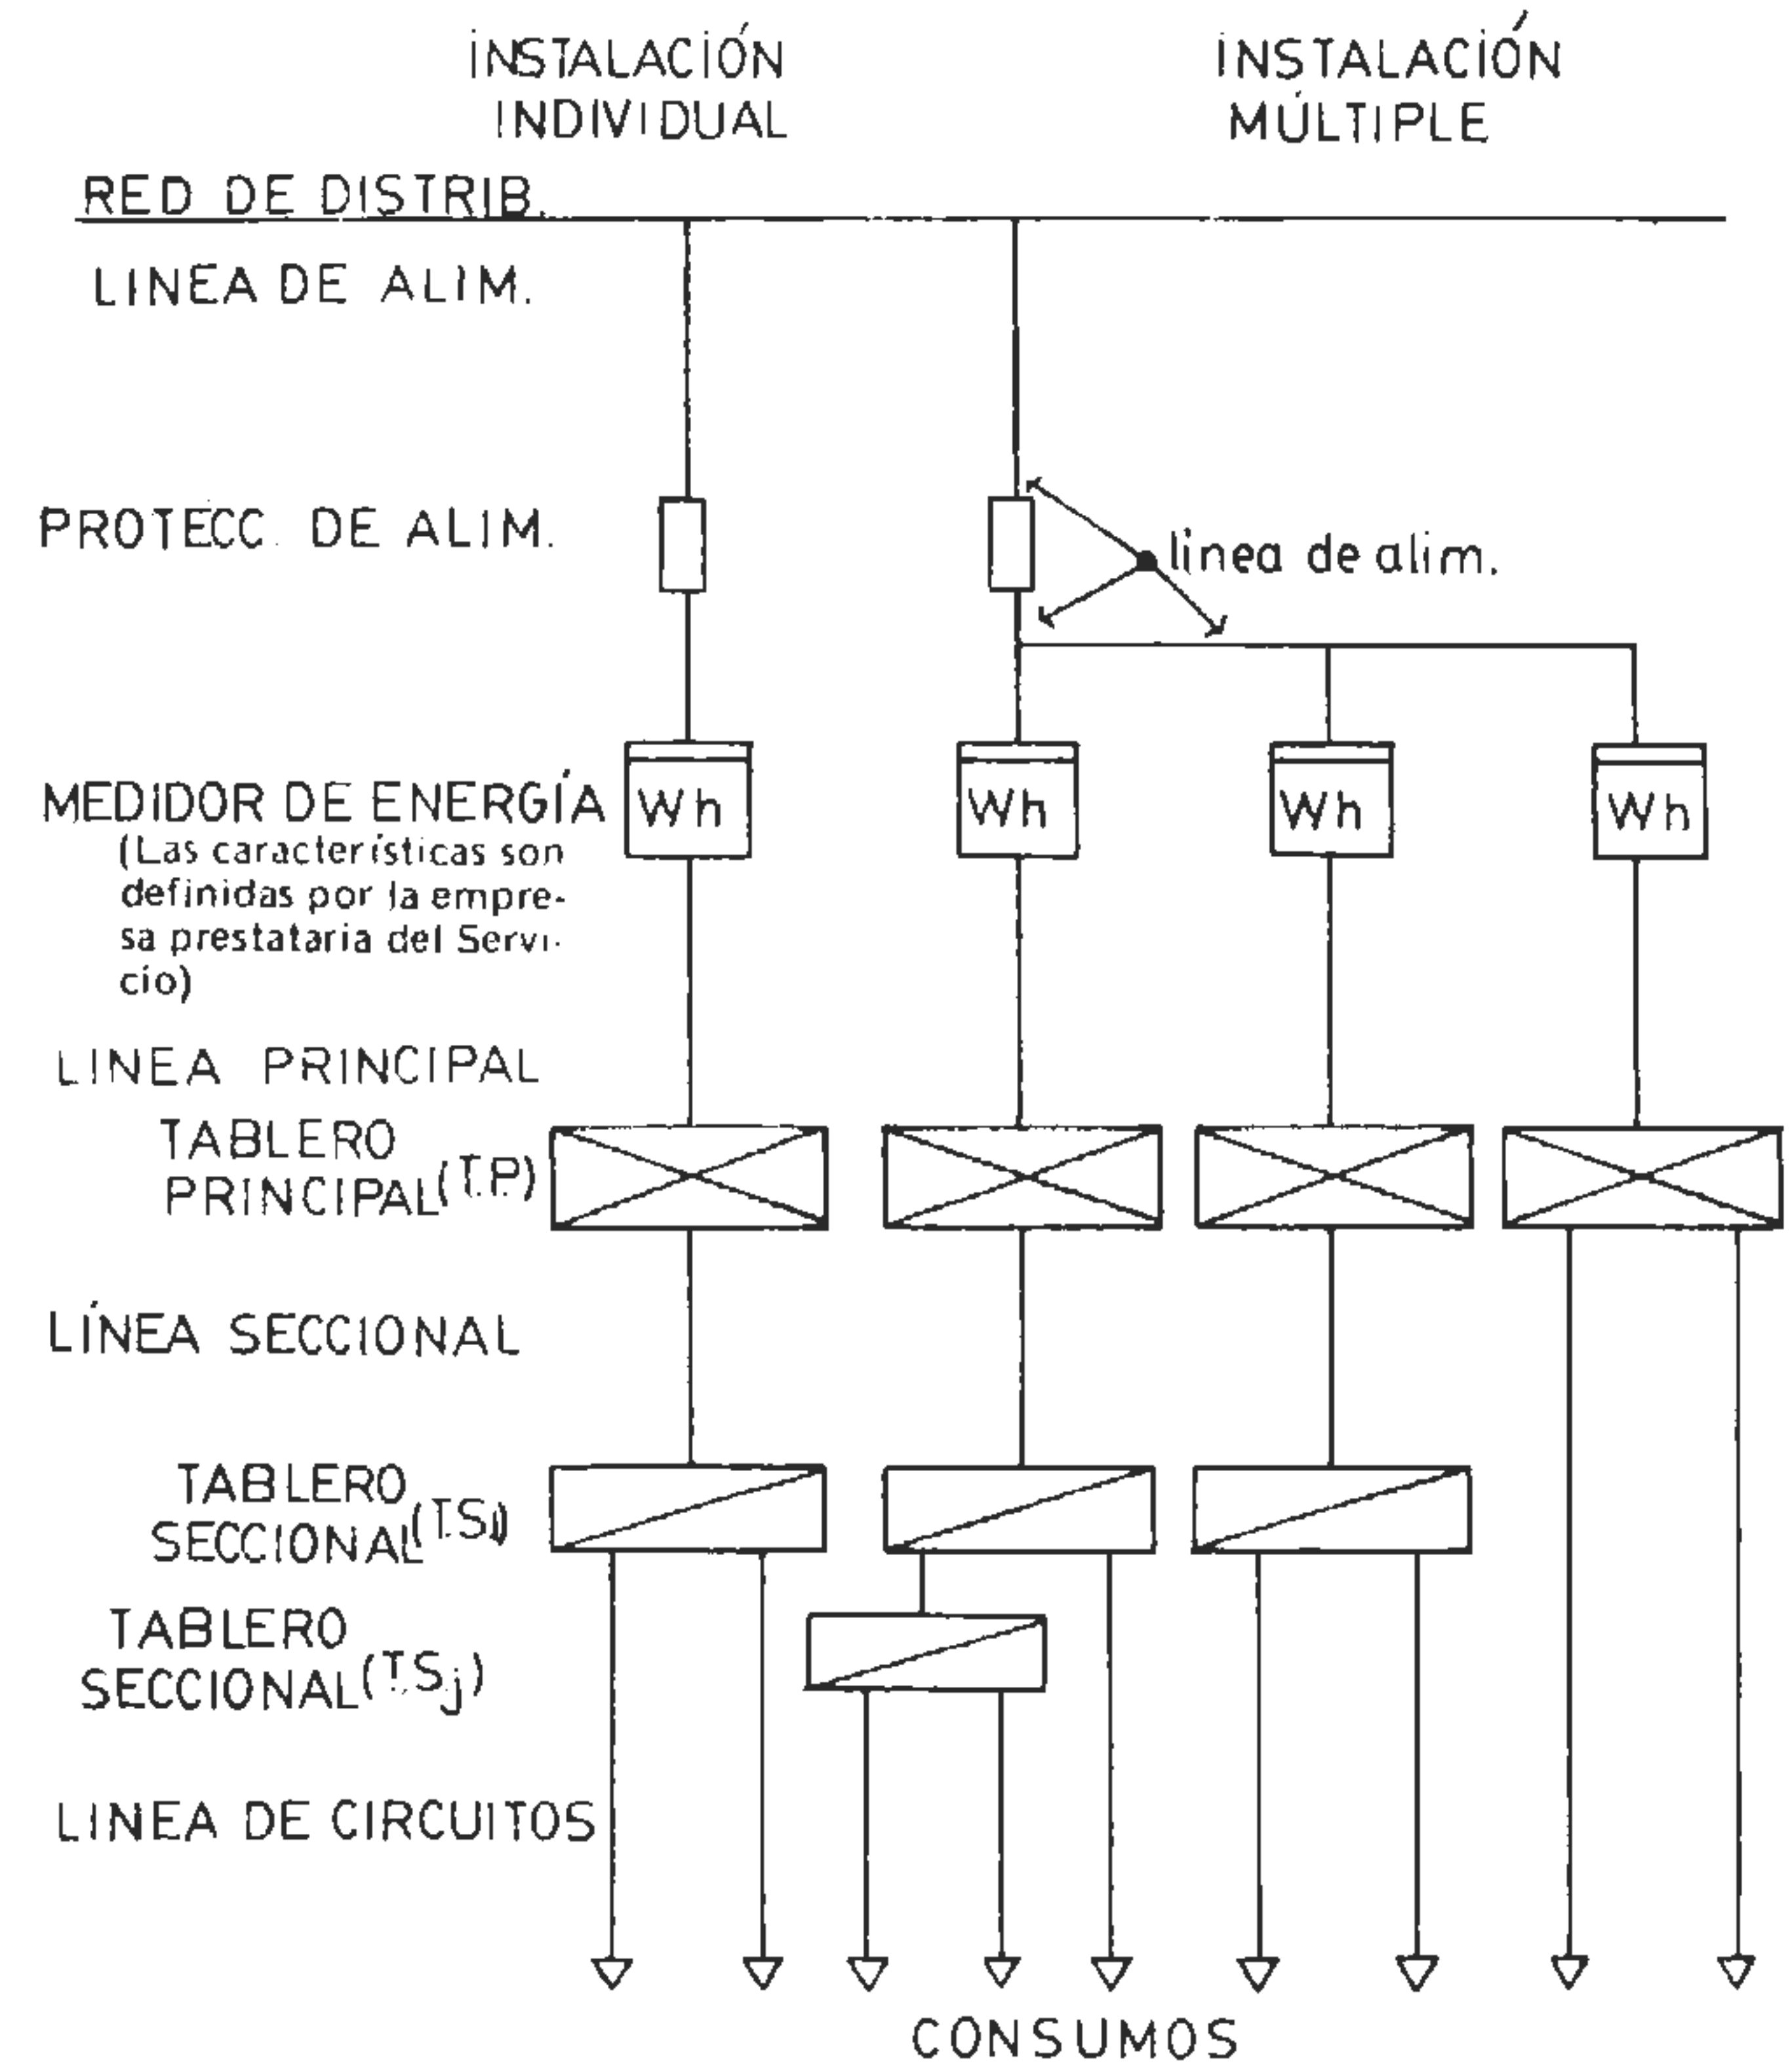 INSTALACIÓN
INDIVIDUAL
INSTALACIÓN
MÚLTIPLE
RED DE DISTRIB.
LINEA DE ALIM.
PROTECC. DE ALIM.
linea de alim.
MEDIDOR DE ENERGÍA
(Las características son
definidas por la empre-
sa prestataria del Servi-
cio)
Wh
Wh
Wh
Wh
LINEA PRINCIPAL
TABLERO
PRINCIPAL (T.P.)
LÍNEA SECCIONAL
TABLERO
SECCIONAL (T.S.)
TABLERO
SECCIONAL (T.Sj)
LINEA DE CIRCUITOS
CONSUMOS